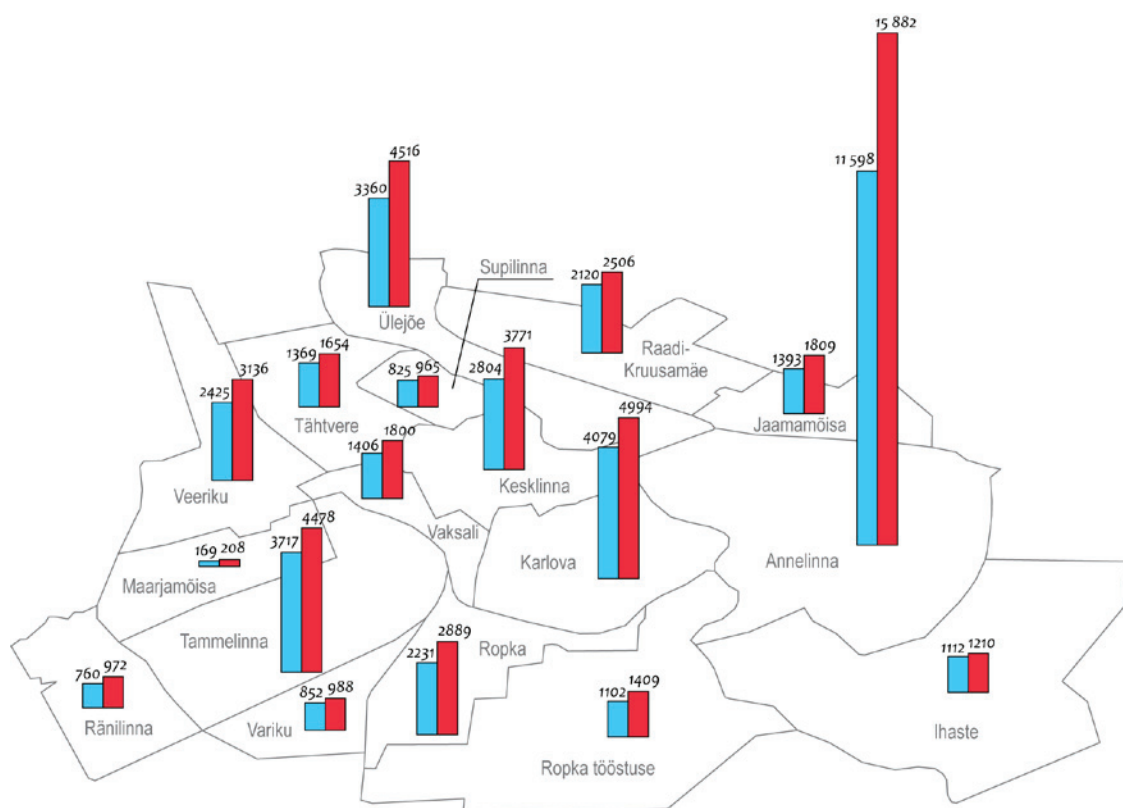 15 882
11 598
4516
3360
Supilinna
2506
2120
Ülejõe
3771
2804
Raadi-
Kruusamäe
1809
1393
1654
1369
965
825
3136
2425
Tähtvere
Jaamamõisa
4994
4079
1800
1406
Kesklinna
Veeriku
Vaksali
4478
3717
Karlova
Annelinna
169 208
Maarjamõisa
Tammelinna
2889
2231
Ropka
1112 1210
760 972
852 988
1409
1102
Ränilinna
Variku
Ihaste
Ropka tööstuse